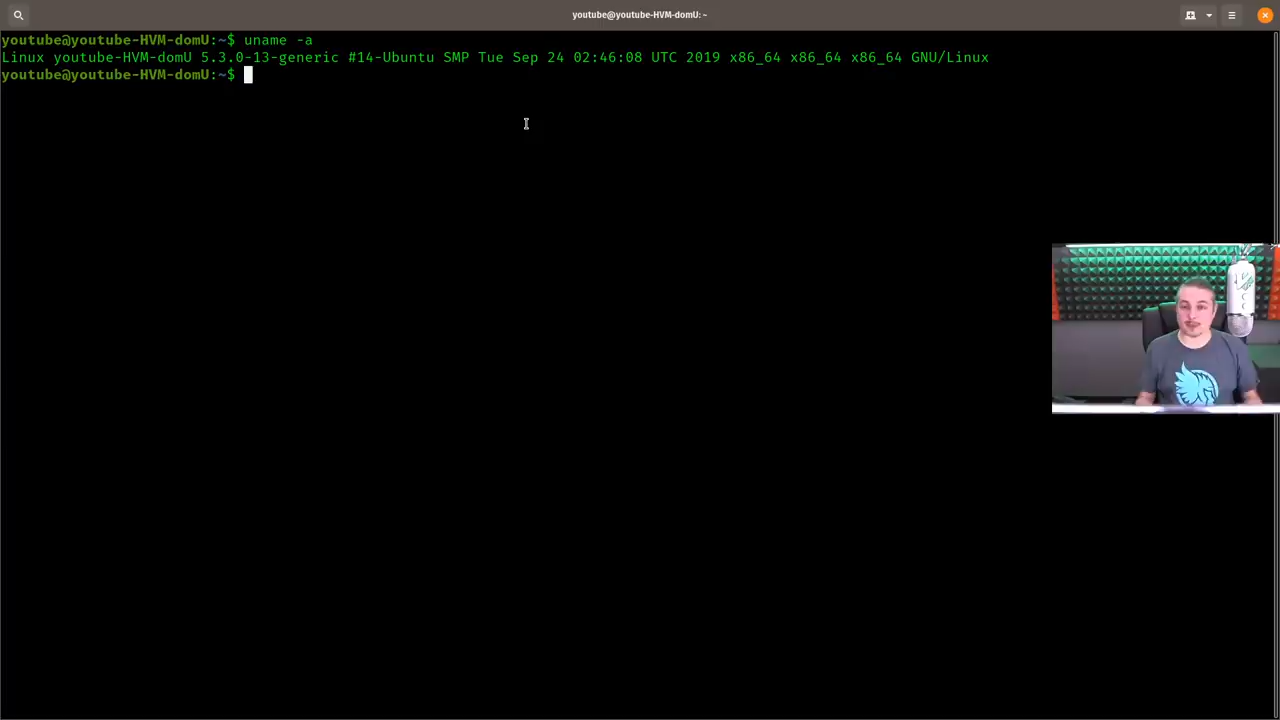 youtube@youtube-HVM-domU: ~
youtube@youtube-HVM-domU:~$ uname -a
Linux youtube-HVM-domU 5.3.0-13-generic #14-Ubuntu SMP Tue Sep 24 02:46:08 UTC 2019 x86_64 x86_64 x86_64 GNU/Linux
youtube@youtube-HVM-domU:~$